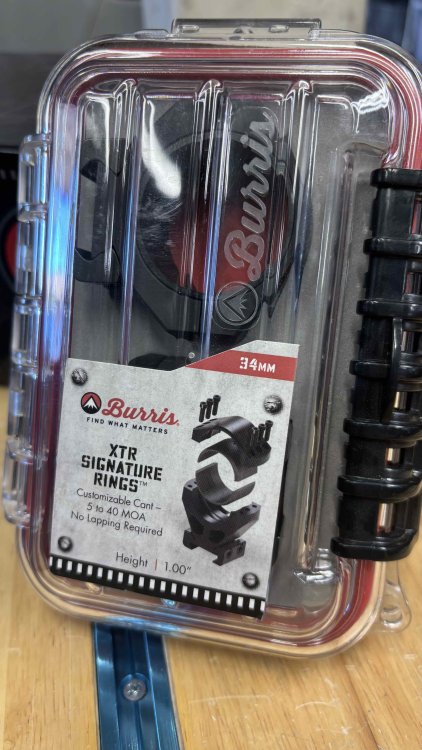 Burris
34MM
Burris®
FIND WHAT MATTERS
XTR
SIGNATURE
RINGS™
Customizable Cant –
5 to 40 MOA
No Lapping Required
Height | 1.00"